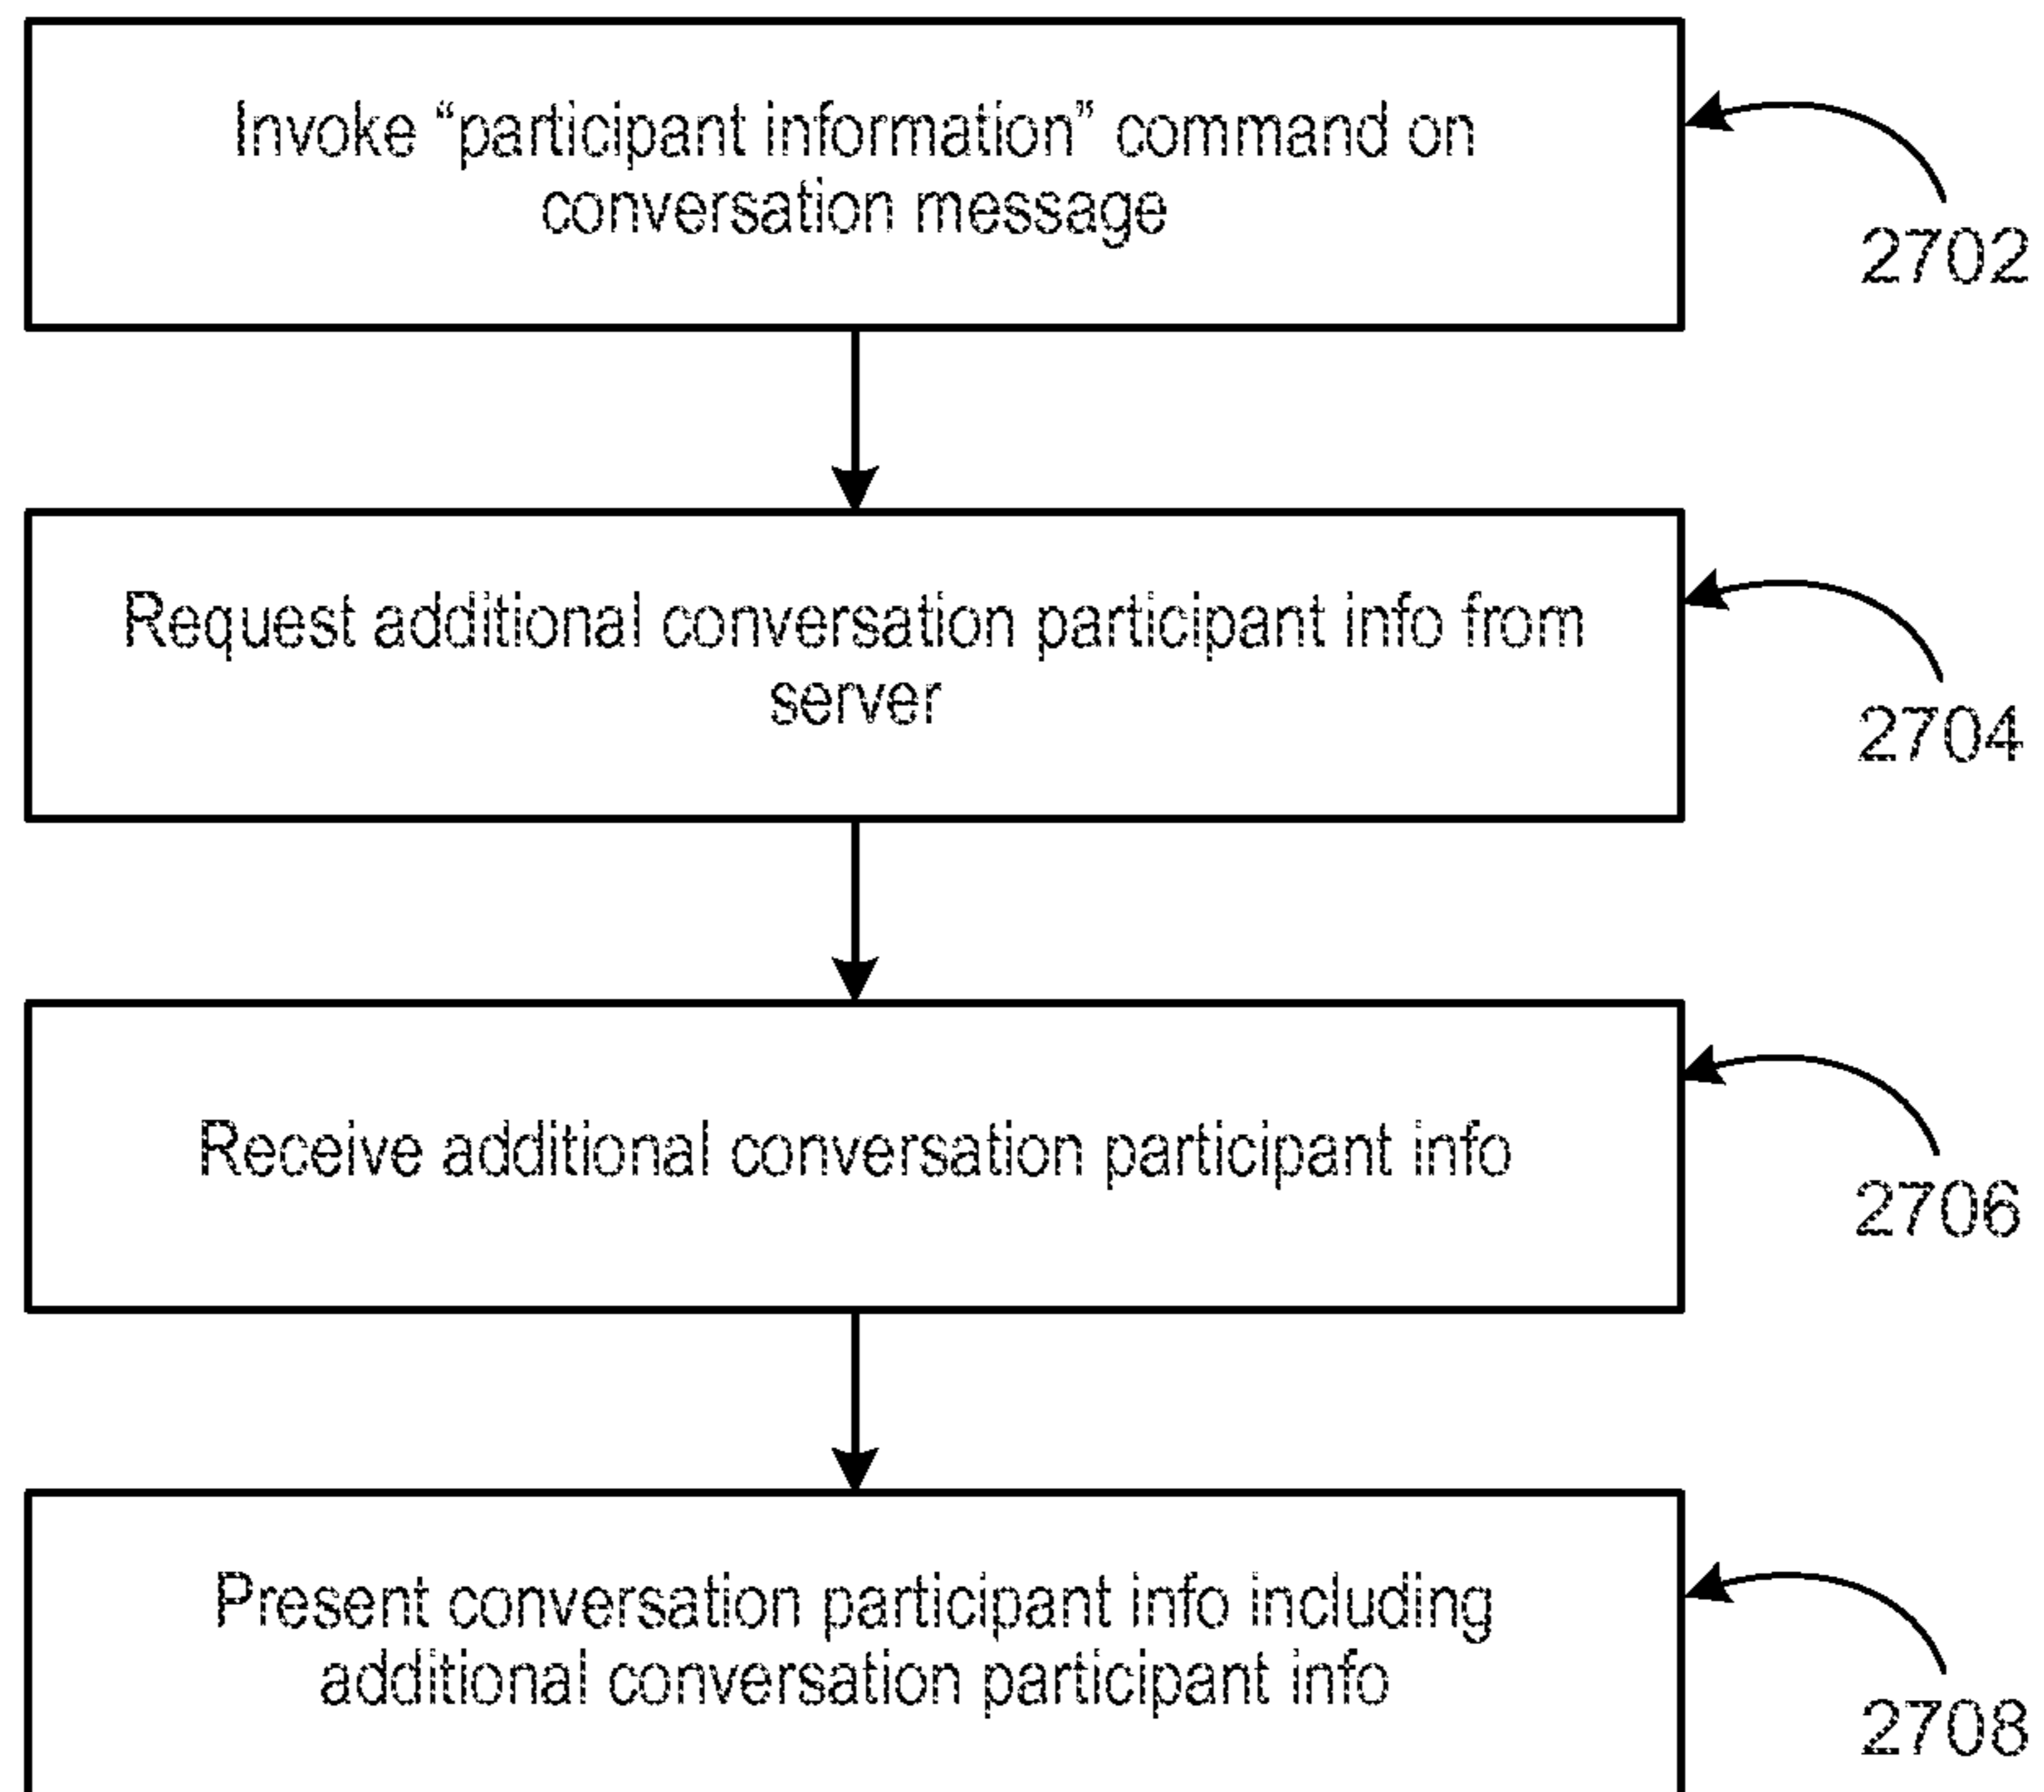 Invoke “participant information” command on
conversation message
2702
Request additional conversation participant info from
server
2704
Receive additional conversation participant info
2706
Present conversation participant info including
additional conversation participant info
2708